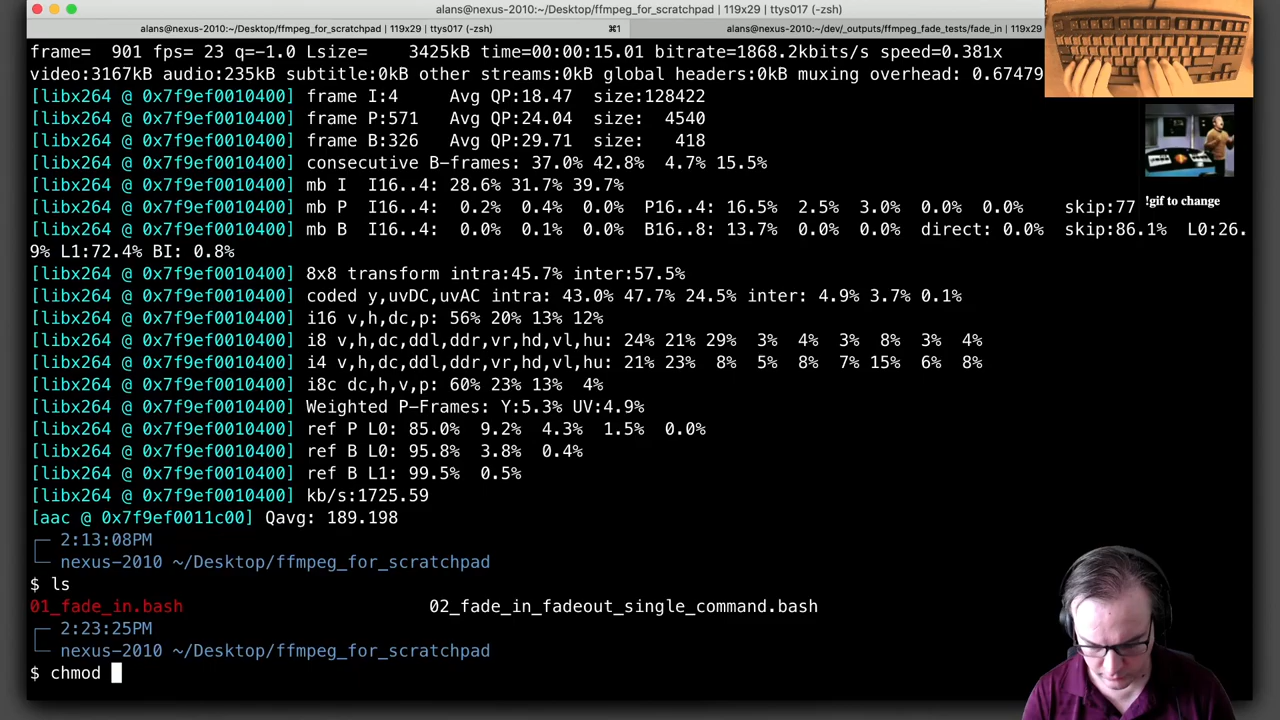 alans@nexus-2010:~/Desktop/ffmpeg_for_scratchpad | 119x29 | ttys017 (-zsh)
alans@nexus-2010:~/Desktop/ffmpeg_for_scratchpad | 119x29 | ttys017 (-zsh) ⌘1 alans@nexus-2010:~/dev/_outputs/ffmpeg_fade_tests/fade_in | 119x29
frame=  901 fps= 23 q=-1.0 Lsize=    3425kB time=00:00:15.01 bitrate=1868.2kbits/s speed=0.381x
video:3167kB audio:235kB subtitle:0kB other streams:0kB global headers:0kB muxing overhead: 0.67479
[libx264 @ 0x7f9ef0010400] frame I:4     Avg QP:18.47  size:128422
[libx264 @ 0x7f9ef0010400] frame P:571   Avg QP:24.04  size:  4540
[libx264 @ 0x7f9ef0010400] frame B:326   Avg QP:29.71  size:   418
[libx264 @ 0x7f9ef0010400] consecutive B-frames: 37.0% 42.8%  4.7% 15.5%
[libx264 @ 0x7f9ef0010400] mb I  I16..4: 28.6% 31.7% 39.7%
[libx264 @ 0x7f9ef0010400] mb P  I16..4:  0.2%  0.4%  0.0%  P16..4: 16.5%  2.5%  3.0%  0.0%  0.0%    skip:77
!gif to change
[libx264 @ 0x7f9ef0010400] mb B  I16..4:  0.0%  0.1%  0.0%  B16..8: 13.7%  0.0%  0.0%  direct: 0.0%  skip:86.1%  L0:26.
9% L1:72.4% BI: 0.8%
[libx264 @ 0x7f9ef0010400] 8x8 transform intra:45.7% inter:57.5%
[libx264 @ 0x7f9ef0010400] coded y,uvDC,uvAC intra: 43.0% 47.7% 24.5% inter: 4.9% 3.7% 0.1%
[libx264 @ 0x7f9ef0010400] i16 v,h,dc,p: 56% 20% 13% 12%
[libx264 @ 0x7f9ef0010400] i8 v,h,dc,ddl,ddr,vr,hd,vl,hu: 24% 21% 29%  3%  4%  3%  8%  3%  4%
[libx264 @ 0x7f9ef0010400] i4 v,h,dc,ddl,ddr,vr,hd,vl,hu: 21% 23%  8%  5%  8%  7% 15%  6%  8%
[libx264 @ 0x7f9ef0010400] i8c dc,h,v,p: 60% 23% 13%  4%
[libx264 @ 0x7f9ef0010400] Weighted P-Frames: Y:5.3% UV:4.9%
[libx264 @ 0x7f9ef0010400] ref P L0: 85.0%  9.2%  4.3%  1.5%  0.0%
[libx264 @ 0x7f9ef0010400] ref B L0: 95.8%  3.8%  0.4%
[libx264 @ 0x7f9ef0010400] ref B L1: 99.5%  0.5%
[libx264 @ 0x7f9ef0010400] kb/s:1725.59
[aac @ 0x7f9ef0011c00] Qavg: 189.198
2:13:08PM
nexus-2010 ~/Desktop/ffmpeg_for_scratchpad
$ ls
01_fade_in.bash 02_fade_in_fadeout_single_command.bash
2:23:25PM
nexus-2010 ~/Desktop/ffmpeg_for_scratchpad
$ chmod